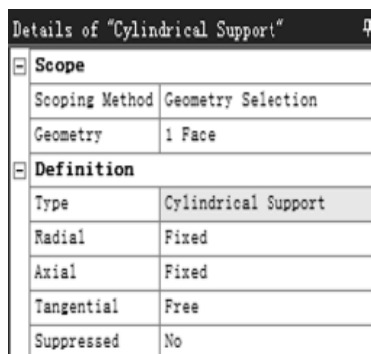 Details of "Cylindrical Support"
Scope
Scoping Method Geometry Selection
Geometry 1 Face
Definition
Type Cylindrical Support
Radial Fixed
Axial Fixed
Tangential Free
Suppressed No